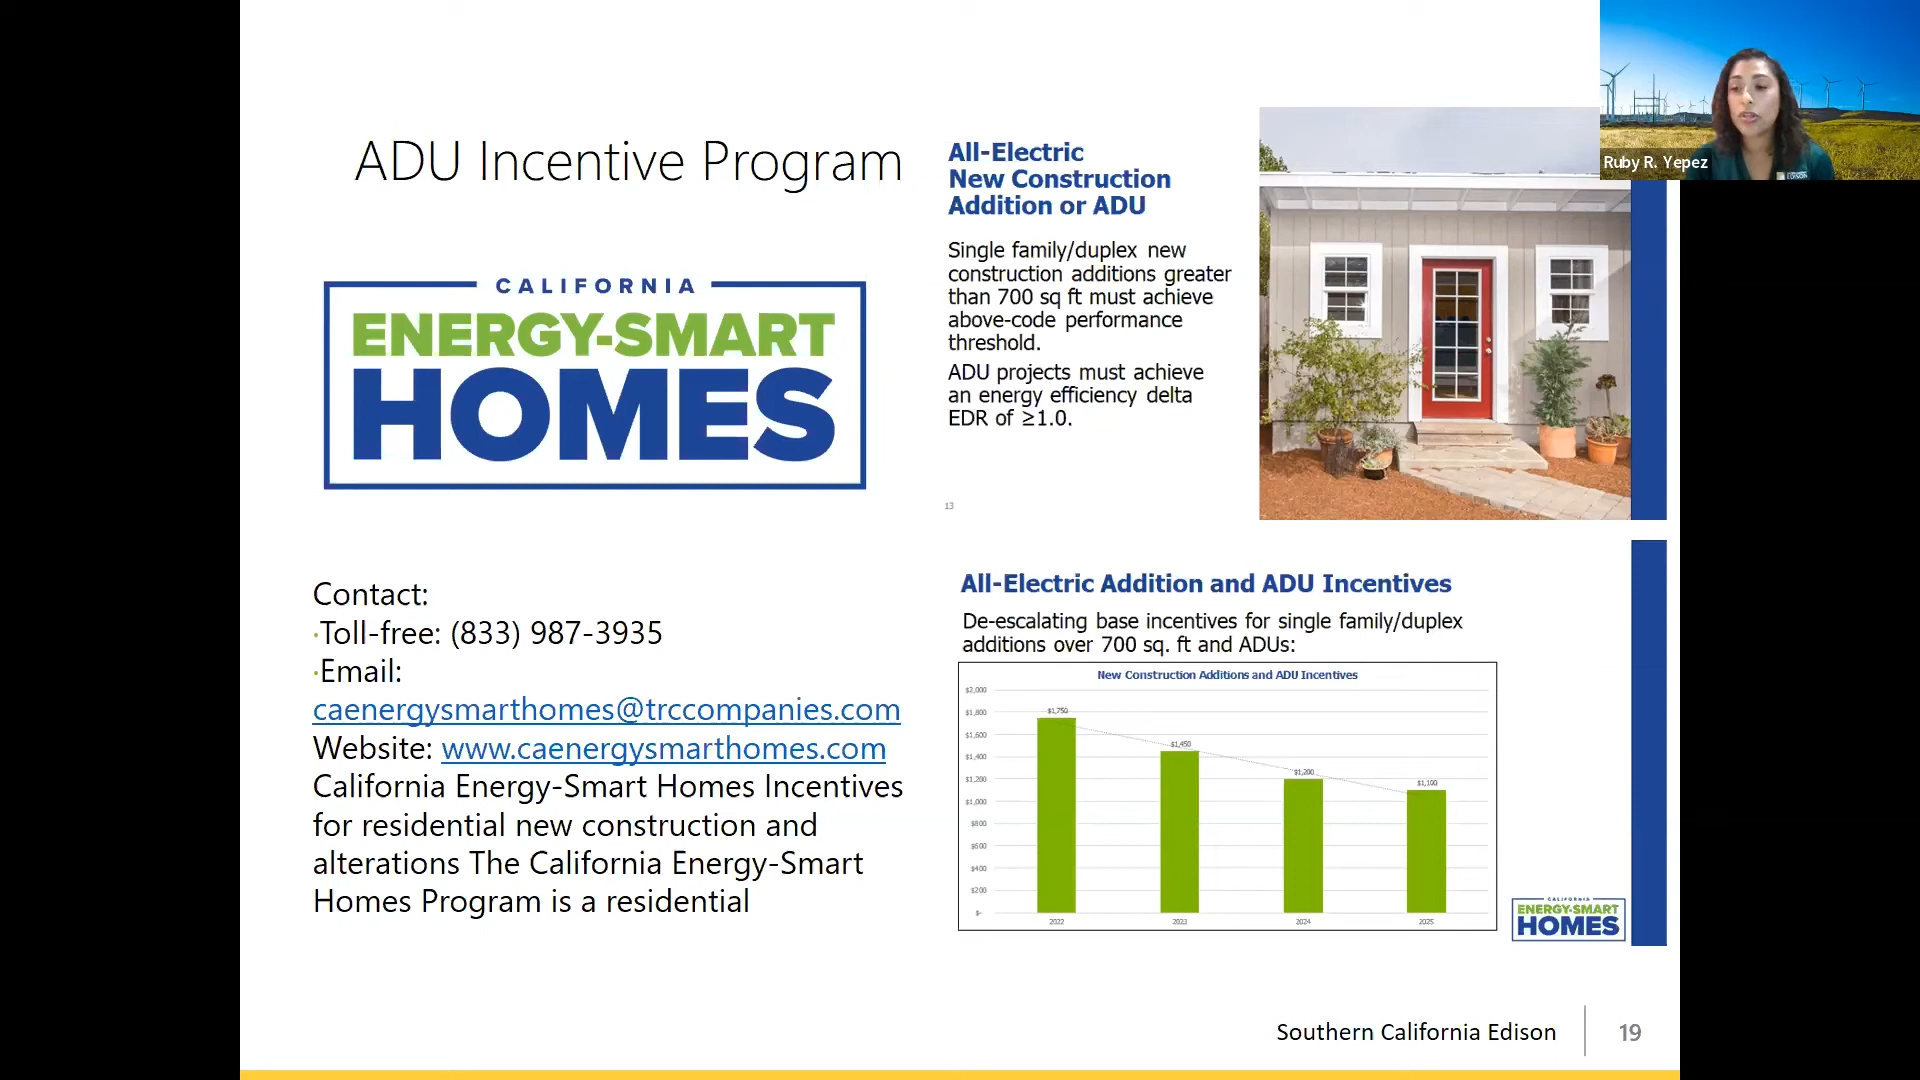 ADU Incentive Program
CALIFORNIA
ENERGY-SMART
HOMES
Contact:
·Toll-free: (833) 987-3935
·Email:
caenergysmarthomes@trccompanies.com
Website: www.caenergysmarthomes.com
California Energy-Smart Homes Incentives
for residential new construction and
alterations The California Energy-Smart
Homes Program is a residential
All-Electric
New Construction
Addition or ADU
Single family/duplex new
construction additions greater
than 700 sq ft must achieve
above-code performance
threshold.
ADU projects must achieve
an energy efficiency delta
EDR of ≥1.0.
13
Ruby R. Yepez
All-Electric Addition and ADU Incentives
De-escalating base incentives for single family/duplex
additions over 700 sq. ft and ADUs:
New Construction Additions and ADU Incentives
$2,000
$1,800
$1,600
$1,400
$1,200
$1,000
$800
$600
$400
$200
$-
$1,750
$1,450
$1,200
$1,100
2022
2023
2024
2025
CALIFORNIA
ENERGY-SMART
HOMES
Southern California Edison
19